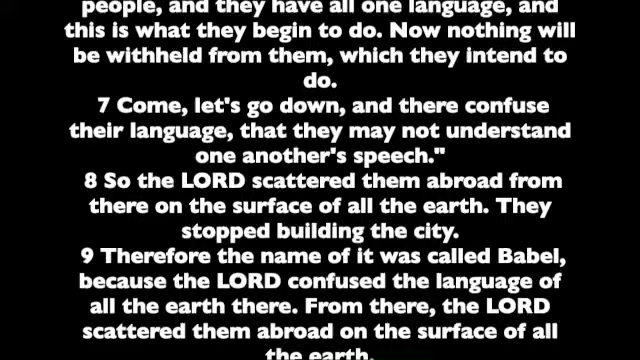 people, and they have all one language, and
this is what they begin to do. Now nothing will
be withheld from them, which they intend to
do.
7 Come, let's go down, and there confuse
their language, that they may not understand
one another's speech."
8 So the LORD scattered them abroad from
there on the surface of all the earth. They
stopped building the city.
9 Therefore the name of it was called Babel,
because the LORD confused the language of
all the earth there. From there, the LORD
scattered them abroad on the surface of all
the earth.